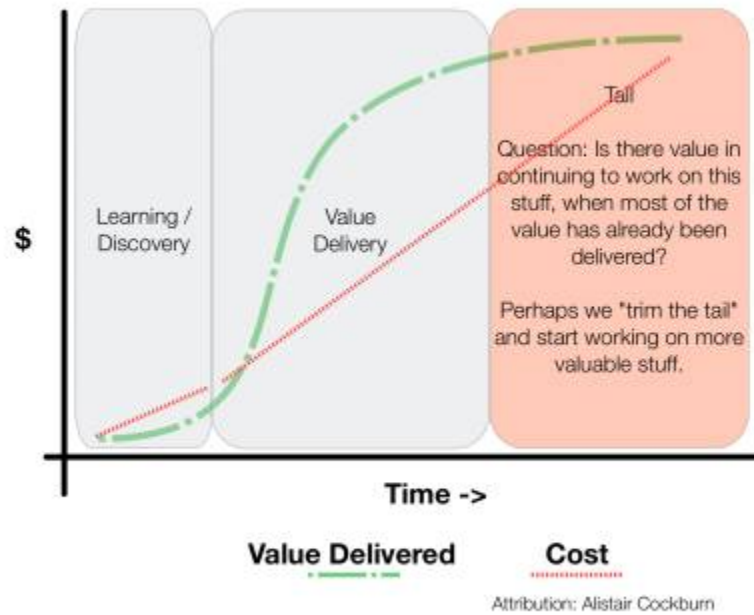 Tail
Question: Is there value in
continuing to work on this
stuff, when most of the
value has already been
delivered?
Perhaps we "trim the tail"
and start working on more
valuable stuff.
Learning /
Discovery
Value
Delivery
$
Time ->
Value Delivered
Cost
Attribution: Alistair Cockburn